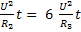 U²/R₂ t = 6 U²/R₃ t